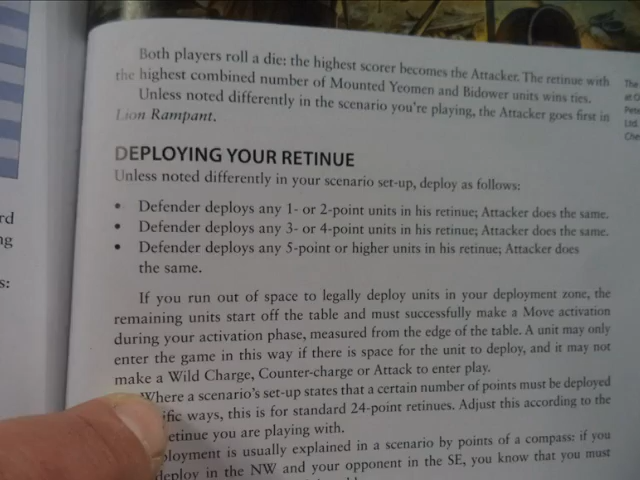 Both players roll a die: the highest scorer becomes the Attacker. The retinue with
the highest combined number of Mounted Yeomen and Bidower units wins ties.
Unless noted differently in the scenario you're playing, the Attacker goes first in
Lion Rampant.
DEPLOYING YOUR RETINUE
Unless noted differently in your scenario set-up, deploy as follows:
• Defender deploys any 1- or 2-point units in his retinue; Attacker does the same.
• Defender deploys any 3- or 4-point units in his retinue; Attacker does the same.
• Defender deploys any 5-point or higher units in his retinue; Attacker does
the same.
If you run out of space to legally deploy units in your deployment zone, the
remaining units start off the table and must successfully make a Move activation
during your activation phase, measured from the edge of the table. A unit may only
enter the game in this way if there is space for the unit to deploy, and it may not
make a Wild Charge, Counter-charge or Attack to enter play.
Where a scenario's set-up states that a certain number of points must be deployed
ific ways, this is for standard 24-point retinues. Adjust this according to the
etinue you are playing with.
ployment is usually explained in a scenario by points of a compass: if you
deploy in the NW and your opponent in the SE, you know that you must
rd
ng
s:
The
at O
Pete
Ltd.
Che